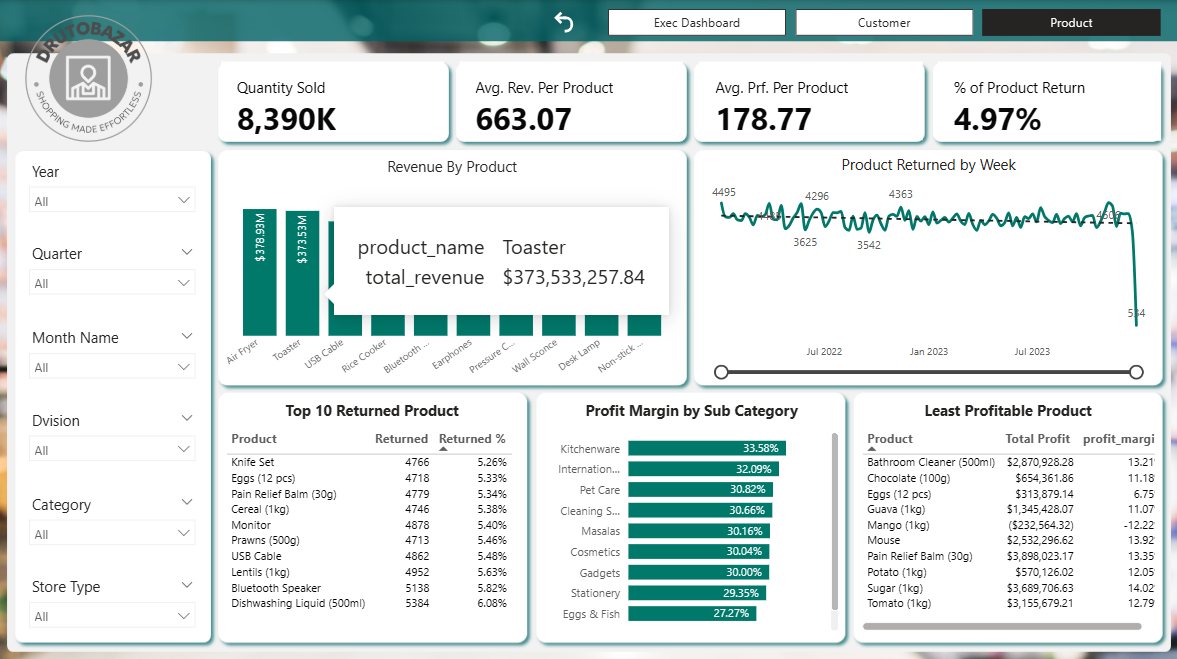 Exec Dashboard
Customer
Product
DRUTOBAZAR
SHOPPING MADE EFFORTLESS
Quantity Sold
8,390K
Avg. Rev. Per Product
663.07
Avg. Prf. Per Product
178.77
% of Product Return
4.97%
Year
All
Quarter
All
Month Name
All
Dvision
All
Category
All
Store Type
All
Revenue By Product
$378.93M
$373.53M
product_name Toaster
total_revenue $373,533,257.84
Air Fryer
Toaster
USB Cable
Rice Cooker
Bluetooth ...
Earphones
Pressure C...
Wall Sconce
Desk Lamp
Non-stick ...
Product Returned by Week
4495
4296
4363
3625
3542
4506
534
Jul 2022
Jan 2023
Jul 2023
Top 10 Returned Product
Product Returned Returned %
Knife Set 4766 5.26%
Eggs (12 pcs) 4718 5.33%
Pain Relief Balm (30g) 4779 5.34%
Cereal (1kg) 4746 5.38%
Monitor 4878 5.40%
Prawns (500g) 4713 5.46%
USB Cable 4862 5.48%
Lentils (1kg) 4952 5.63%
Bluetooth Speaker 5138 5.82%
Dishwashing Liquid (500ml) 5384 6.08%
Profit Margin by Sub Category
Kitchenware 33.58%
Internation... 32.09%
Pet Care 30.82%
Cleaning S... 30.66%
Masalas 30.16%
Cosmetics 30.04%
Gadgets 30.00%
Stationery 29.35%
Eggs & Fish 27.27%
Least Profitable Product
Product Total Profit profit_margi
Bathroom Cleaner (500ml) $2,870,928.28 13.21
Chocolate (100g) $654,361.86 11.18
Eggs (12 pcs) $313,879.14 6.75
Guava (1kg) $1,345,428.07 11.07
Mango (1kg) ($232,564.32) -12.22
Mouse $2,532,296.62 13.92
Pain Relief Balm (30g) $3,898,023.17 13.35
Potato (1kg) $570,126.02 12.05
Sugar (1kg) $3,689,706.63 14.02
Tomato (1kg) $3,155,679.21 12.79